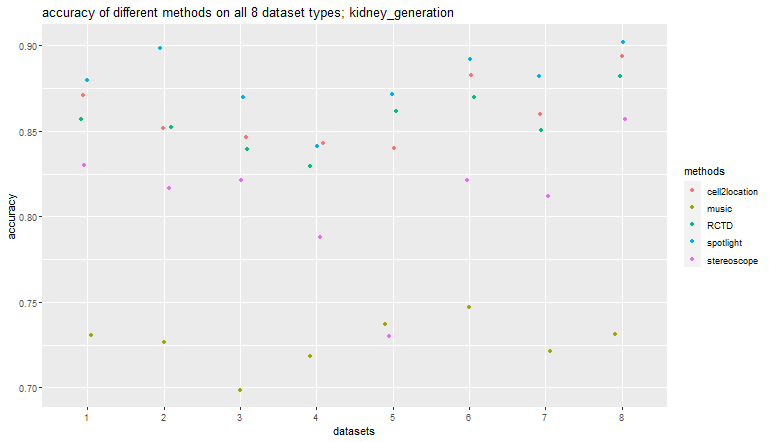 accuracy of different methods on all 8 dataset types; kidney_generation
accuracy
0.90
0.85
0.80
0.75
0.70
1 2 3 4 5 6 7 8
datasets
methods
cell2location
music
RCTD
spotlight
stereoscope